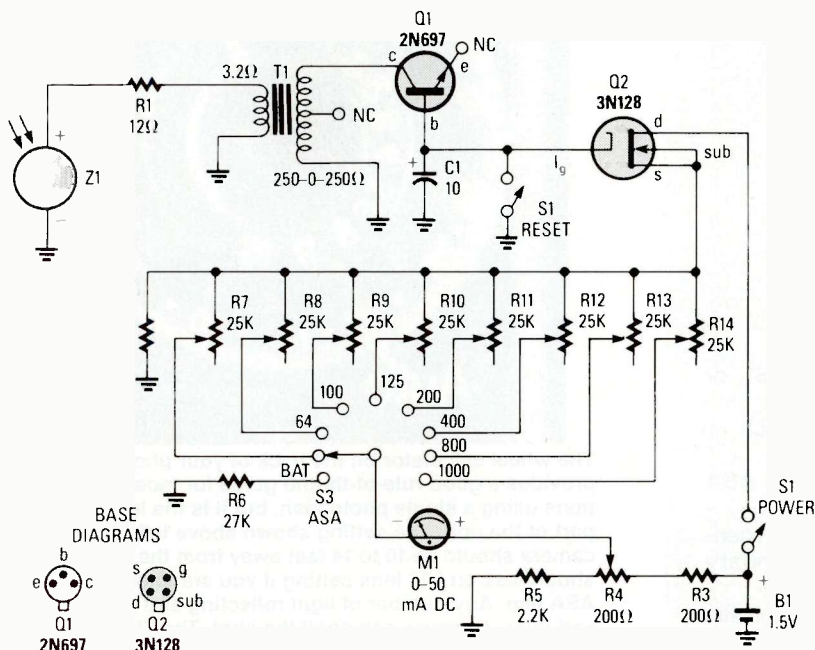 Q1
2N697
NC
c
e
b
3.2Ω
T1
NC
250-0-250Ω
R1
12Ω
+
Z1
−
+
C1
10
S1
RESET
Q2
3N128
d
sub
s
Ig
R7
25K
R8
25K
R9
25K
R10
25K
R11
25K
R12
25K
R13
25K
R14
25K
100
125
200
64
400
800
BAT
1000
R6
27K
S3
ASA
−
+
M1
0–50
mA DC
R5
2.2K
R4
200Ω
R3
200Ω
S1
POWER
+
B1
1.5V
BASE
DIAGRAMS
b
e
c
Q1
2N697
s
g
d
sub
Q2
3N128